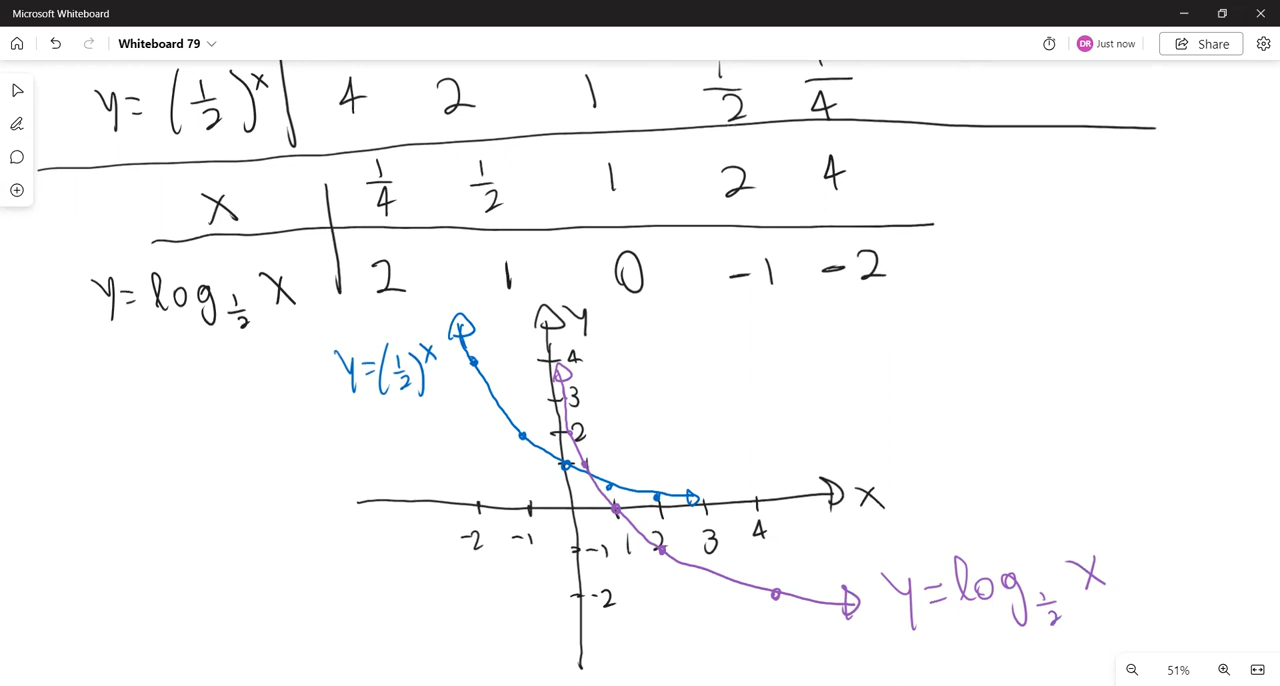 Microsoft Whiteboard
Whiteboard 79
DR Just now
Share
y = (1/2)^x | 4 2 1 1/2 1/4
x | 1/4 1/2 1 2 4
y = log_{1/2} x | 2 1 0 -1 -2
y = (1/2)^x
y
4
3
2
-2 -1 1 2 3 4 x
-1
-2
y = log_{1/2} x
51%